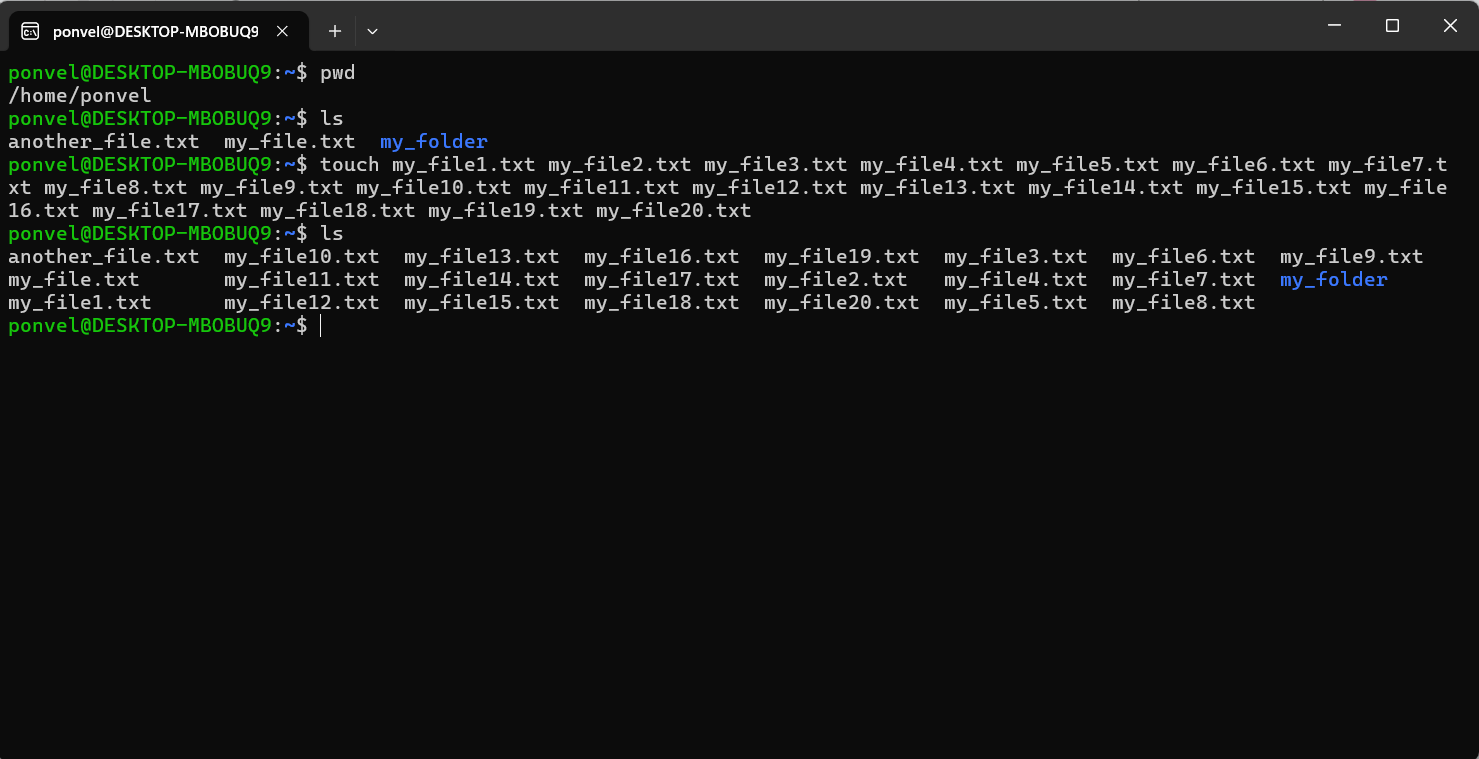 ponvel@DESKTOP-MBOBUQ9
ponvel@DESKTOP-MBOBUQ9:~$ pwd
/home/ponvel
ponvel@DESKTOP-MBOBUQ9:~$ ls
another_file.txt  my_file.txt  my_folder
ponvel@DESKTOP-MBOBUQ9:~$ touch my_file1.txt my_file2.txt my_file3.txt my_file4.txt my_file5.txt my_file6.txt my_file7.t
xt my_file8.txt my_file9.txt my_file10.txt my_file11.txt my_file12.txt my_file13.txt my_file14.txt my_file15.txt my_file
16.txt my_file17.txt my_file18.txt my_file19.txt my_file20.txt
ponvel@DESKTOP-MBOBUQ9:~$ ls
another_file.txt  my_file10.txt  my_file13.txt  my_file16.txt  my_file19.txt  my_file3.txt  my_file6.txt  my_file9.txt
my_file.txt       my_file11.txt  my_file14.txt  my_file17.txt  my_file2.txt   my_file4.txt  my_file7.txt  my_folder
my_file1.txt      my_file12.txt  my_file15.txt  my_file18.txt  my_file20.txt  my_file5.txt  my_file8.txt
ponvel@DESKTOP-MBOBUQ9:~$